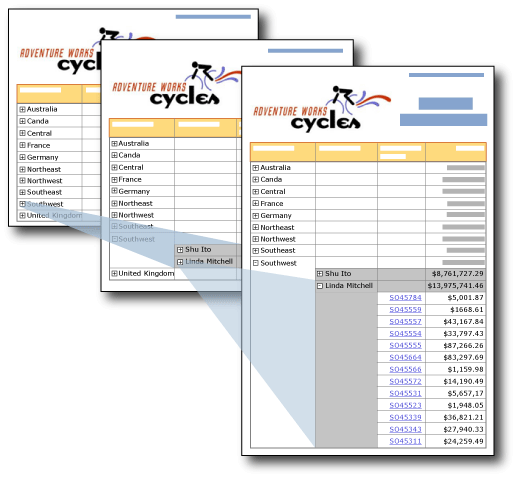 ADVENTURE WORKS
cycles
Australia
Canda
Central
France
Germany
Northeast
Northwest
Southeast
Southwest
United Kingdom
ADVENTURE WORKS
cycles
Australia
Canda
Central
France
Germany
Northeast
Northwest
Southeast
Southwest
Shu Ito
Linda Mitchell
United Kingdom
ADVENTURE WORKS
cycles
Australia
Canda
Central
France
Germany
Northeast
Northwest
Southeast
Southwest
Shu Ito $8,761,727.29
Linda Mitchell $13,975,741.46
SO45784 $5,001.87
SO45559 $1668.61
SO45557 $43,167.84
SO45554 $33,797.43
SO45555 $87,266.26
SO45664 $83,297.69
SO45566 $1,159.98
SO45572 $14,190.49
SO45531 $5,657,17
SO45523 $1,948.05
SO45339 $36,821.21
SO45343 $27,940.33
SO45311 $24,259.49